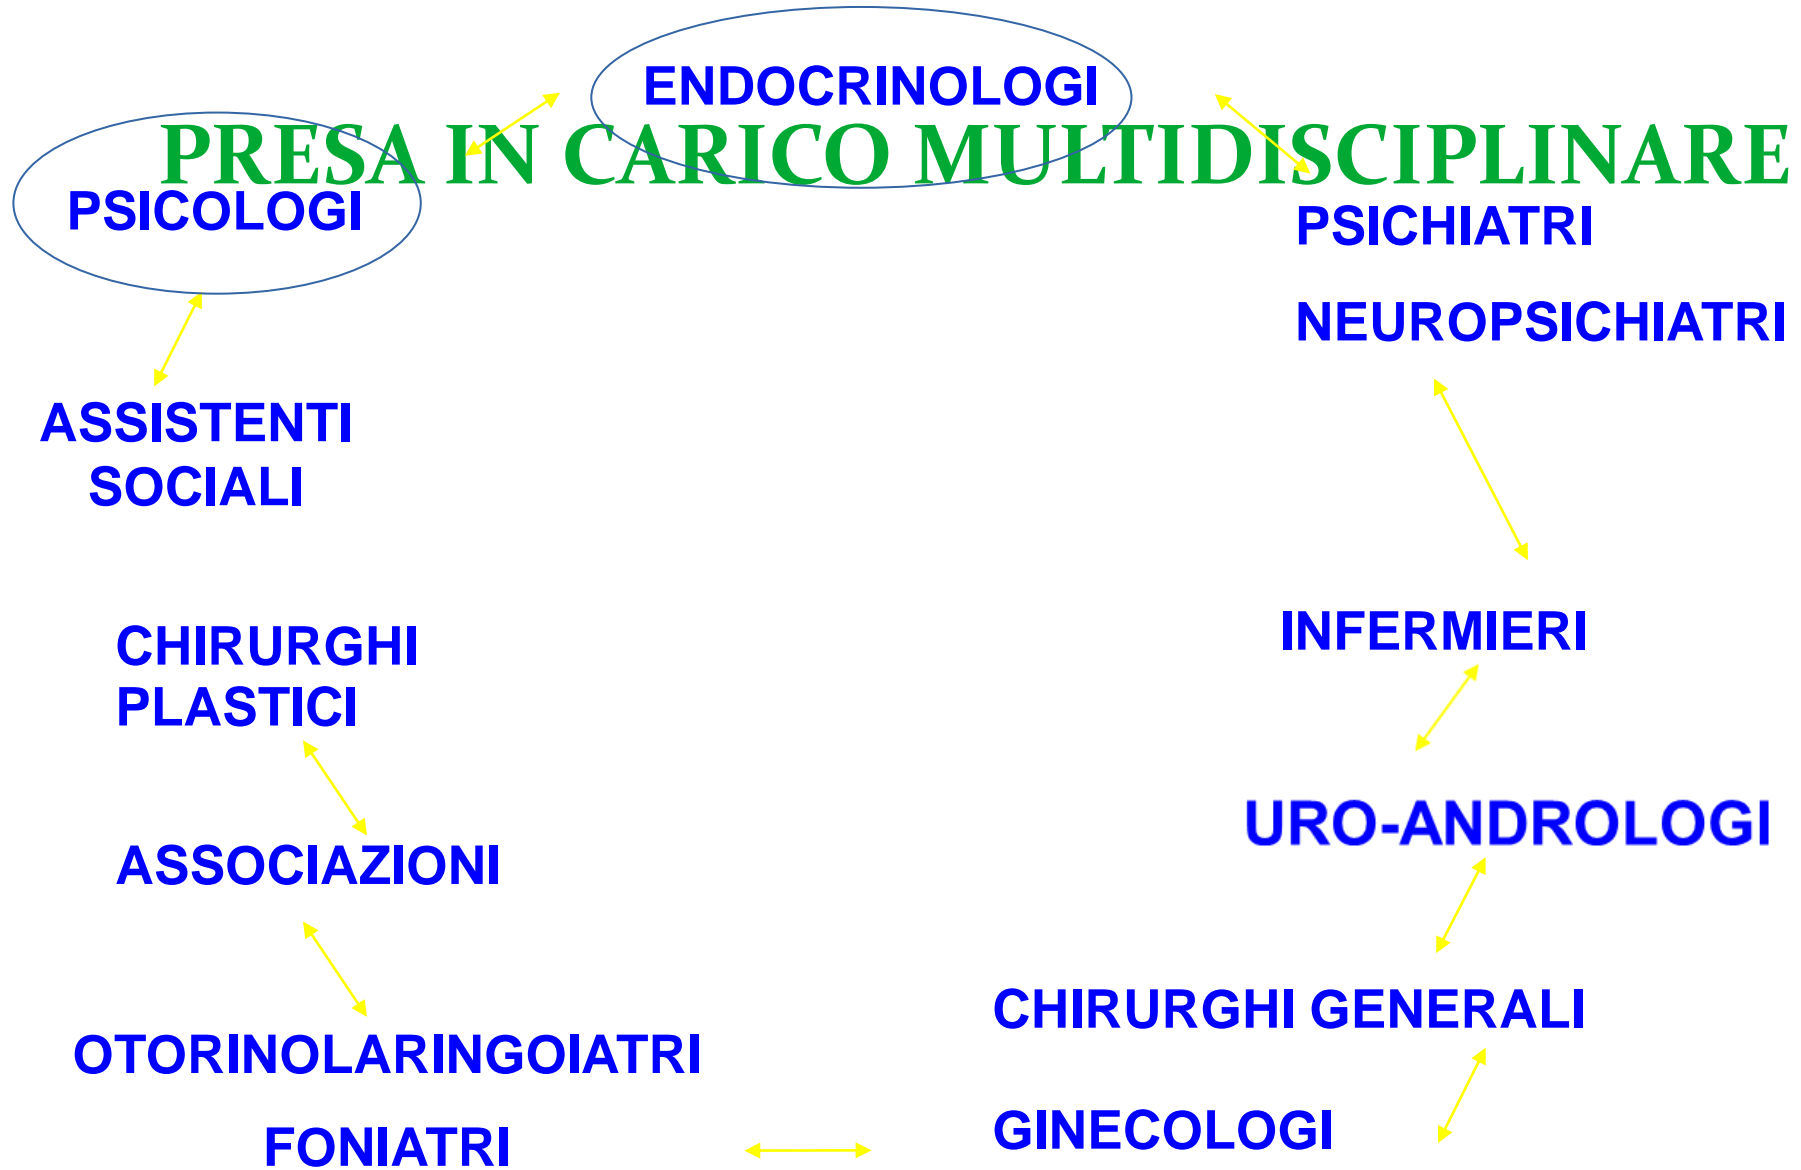 ENDOCRINOLOGI
PRESA IN CARICO MULTIDISCIPLINARE
PSICOLOGI
PSICHIATRI
NEUROPSICHIATRI
ASSISTENTI
SOCIALI
INFERMIERI
CHIRURGHI
PLASTICI
URO-ANDROLOGI
ASSOCIAZIONI
CHIRURGHI GENERALI
OTORINOLARINGOIATRI
GINECOLOGI
FONIATRI